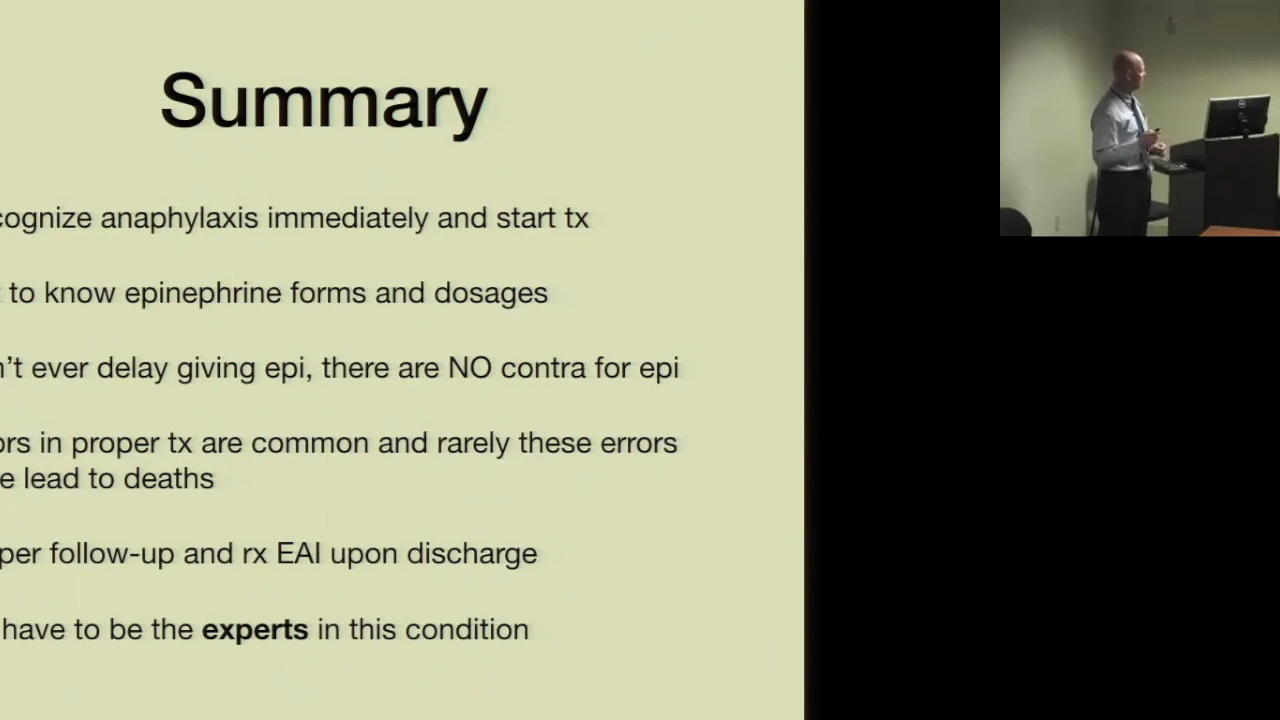 Summary
cognize anaphylaxis immediately and start tx
to know epinephrine forms and dosages
't ever delay giving epi, there are NO contra for epi
ors in proper tx are common and rarely these errors
e lead to deaths
per follow-up and rx EAI upon discharge
have to be the experts in this condition